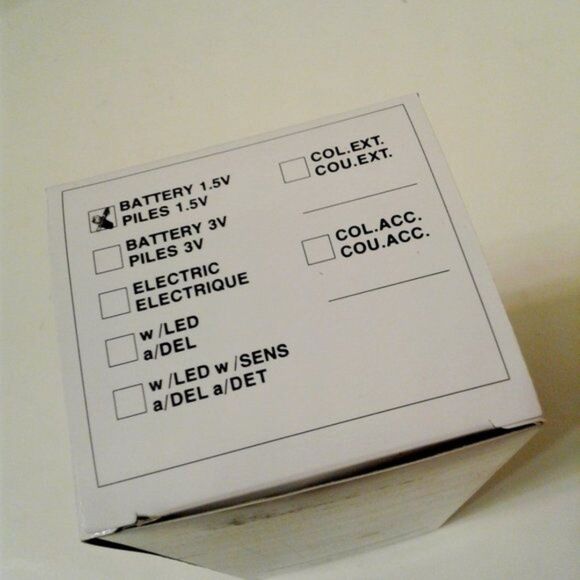 BATTERY 1.5V
PILES 1.5V
BATTERY 3V
PILES 3V
ELECTRIC
ELECTRIQUE
w/LED
a/DEL
w/LED w/SENS
a/DEL a/DET
COL.EXT.
COU.EXT.
COL.ACC.
COU.ACC.